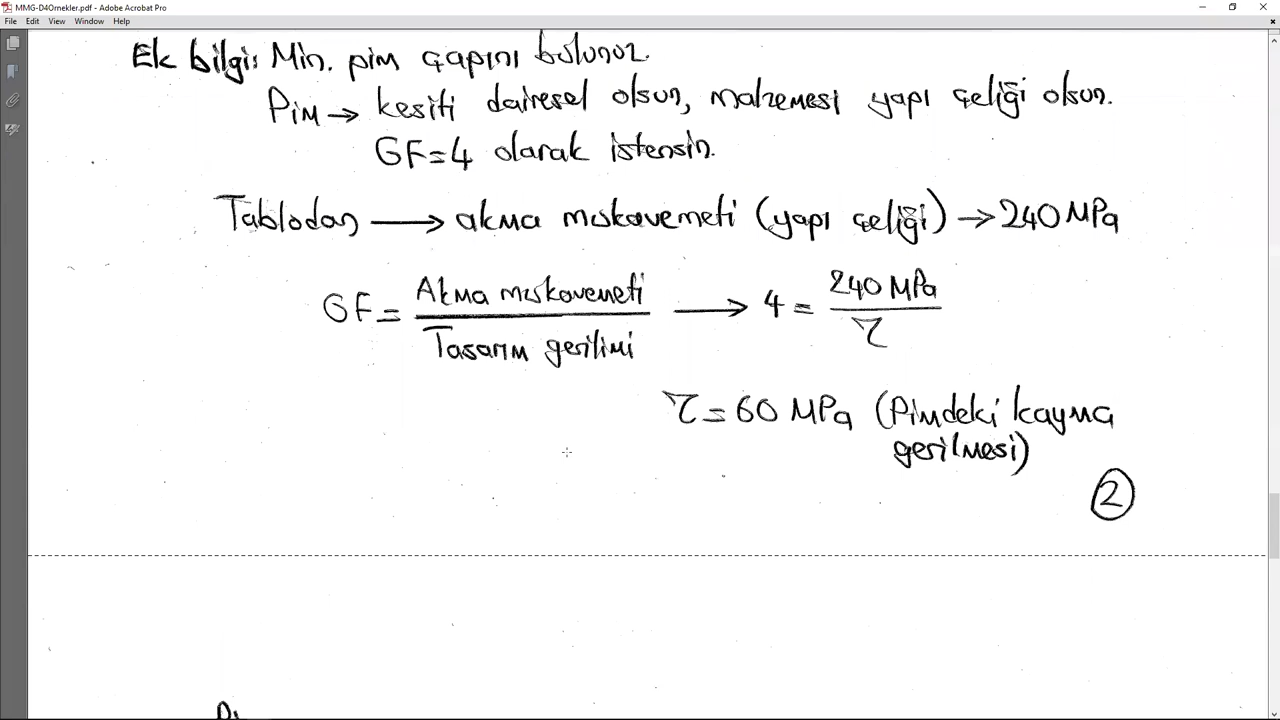 MMG-D4Ornekler.pdf - Adobe Acrobat Pro
File Edit View Window Help
Ek bilgi: Min. pim çapını bulunuz.
Pim → kesiti dairesel olsun, malzemesi yapı çeliği olsun.
GF=4 olarak istensin.
Tablodan → akma mukavemeti (yapı çeliği) → 240 MPa
GF = Akma mukavemeti / Tasarım gerilimi → 4 = 240 MPa / τ
τ = 60 MPa (Pimdeki kayma
gerilmesi)
2